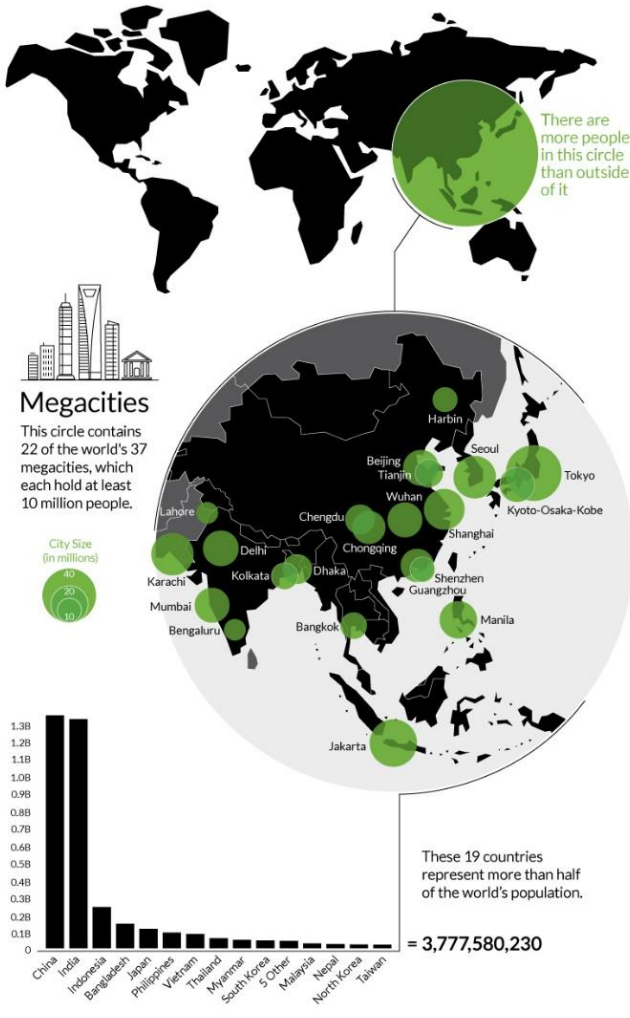 There are
more people
in this circle
than outside
of it
Megacities
This circle contains
22 of the world's 37
megacities, which
each hold at least
10 million people.
City Size
(in millions)
40
20
10
Harbin
Seoul
Beijing
Tianjin
Tokyo
Wuhan
Kyoto-Osaka-Kobe
Lahore
Chengdu
Shanghai
Chongqing
Delhi
Karachi
Kolkata
Dhaka
Shenzhen
Guangzhou
Mumbai
Bengaluru
Bangkok
Manila
Jakarta
1.3B
1.2B
1.2B
1.0B
0.9B
0.8B
0.7B
0.6B
0.5B
0.4B
0.3B
0.2B
0.1B
0
China
India
Indonesia
Bangladesh
Japan
Philippines
Vietnam
Thailand
Myanmar
South Korea
5 Other
Malaysia
Nepal
North Korea
Taiwan
These 19 countries
represent more than half
of the world's population.
= 3,777,580,230